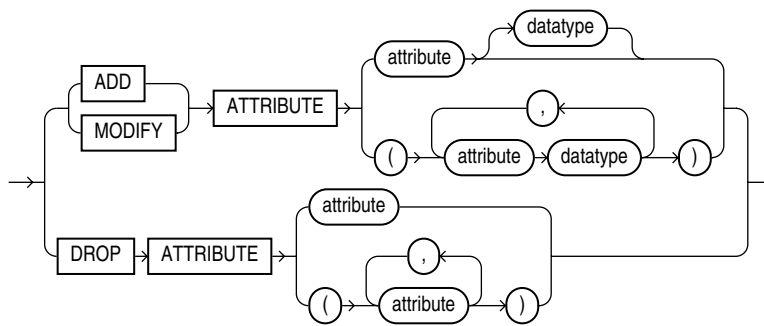 datatype
ADD
attribute
ATTRIBUTE
MODIFY
,
( attribute datatype )
attribute
DROP ATTRIBUTE
,
( attribute )